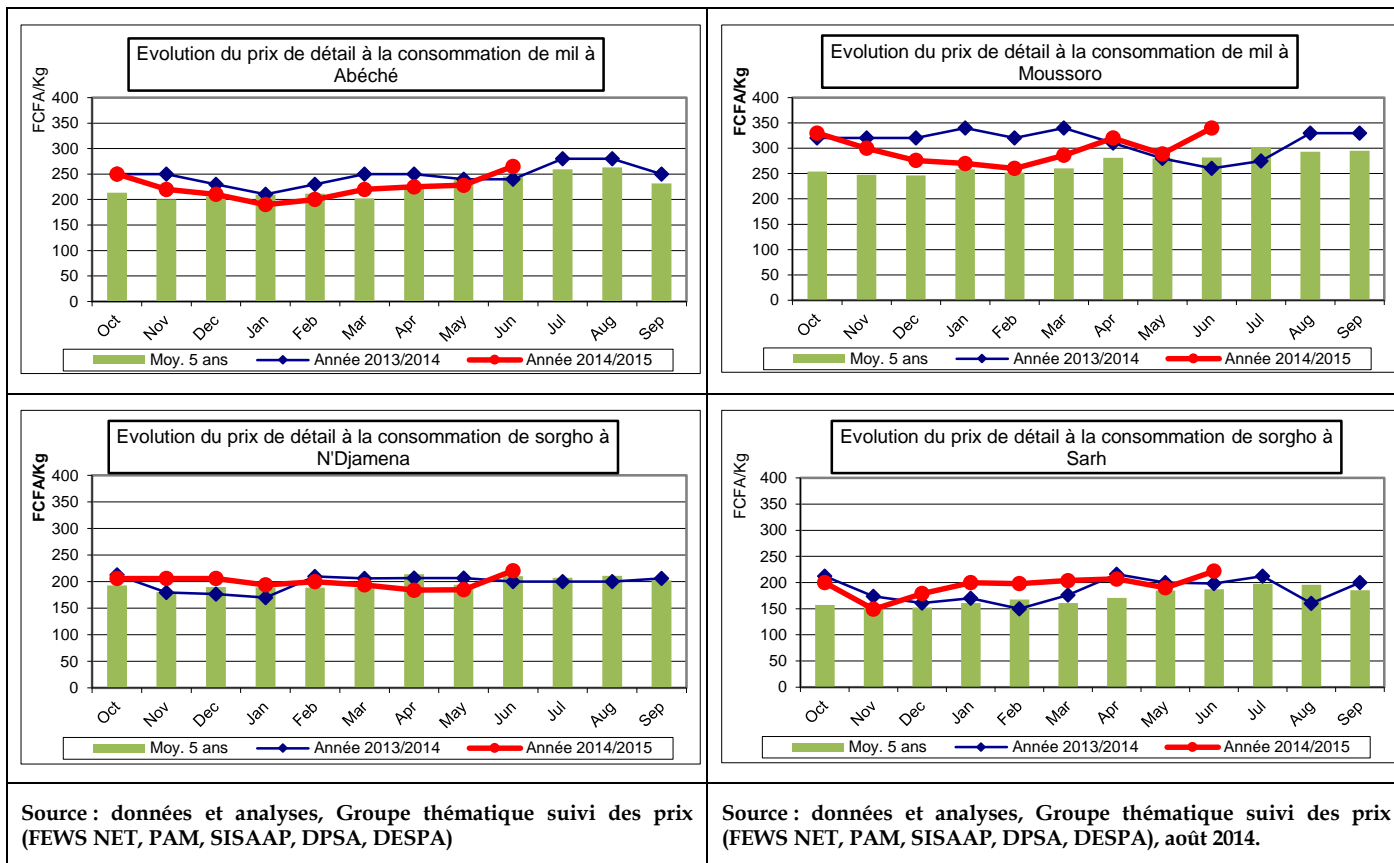 Evolution du prix de détail à la consommation de mil à
Abéché
FCFA/Kg
400
350
300
250
200
150
100
50
0
Oct Nov Dec Jan Feb Mar Apr May Jun Jul Aug Sep
Moy. 5 ans Année 2013/2014 Année 2014/2015
Evolution du prix de détail à la consommation de mil à
Moussoro
FCFA/Kg
400
350
300
250
200
150
100
50
0
Oct Nov Dec Jan Feb Mar Apr May Jun Jul Aug Sep
Moy. 5 ans Année 2013/2014 Année 2014/2015
Evolution du prix de détail à la consommation de sorgho à
N'Djamena
FCFA/Kg
400
350
300
250
200
150
100
50
0
Oct Nov Dec Jan Feb Mar Apr May Jun Jul Aug Sep
Moy. 5 ans Année 2013/2014 Année 2014/2015
Evolution du prix de détail à la consommation de sorgho à
Sarh
FCFA/Kg
400
350
300
250
200
150
100
50
0
Oct Nov Dec Jan Feb Mar Apr May Jun Jul Aug Sep
Moy. 5 ans Année 2013/2014 Année 2014/2015
Source : données et analyses, Groupe thématique suivi des prix
(FEWS NET, PAM, SISAAP, DPSA, DESPA)
Source : données et analyses, Groupe thématique suivi des prix
(FEWS NET, PAM, SISAAP, DPSA, DESPA), août 2014.